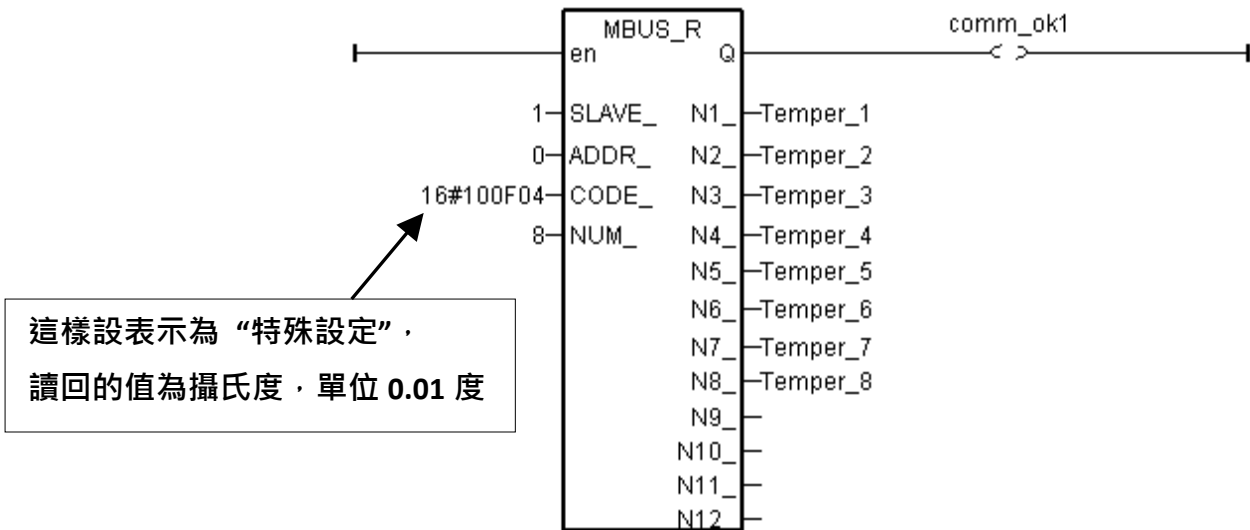 MBUS_R
comm_ok1
en Q
1 SLAVE_ N1_ Temper_1
0 ADDR_ N2_ Temper_2
16#100F04 CODE_ N3_ Temper_3
8 NUM_ N4_ Temper_4
N5_ Temper_5
N6_ Temper_6
N7_ Temper_7
N8_ Temper_8
N9_
N10_
N11_
N12_
這樣設表示為 “特殊設定”，
讀回的值為攝氏度，單位 0.01 度